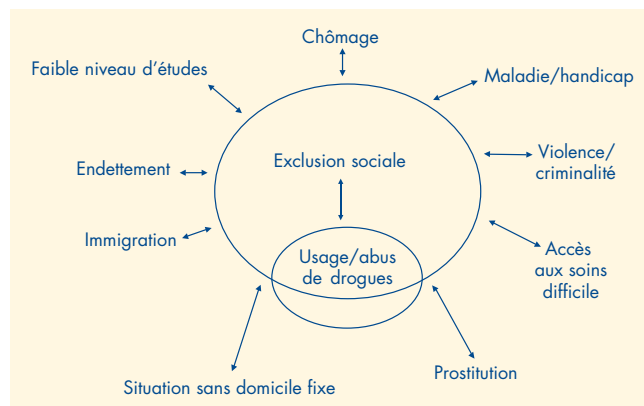 Chômage
Faible niveau d'études
Maladie/handicap
Exclusion sociale
Violence/
criminalité
Endettement
Immigration
Usage/abus
de drogues
Accès
aux soins
difficile
Situation sans domicile fixe
Prostitution